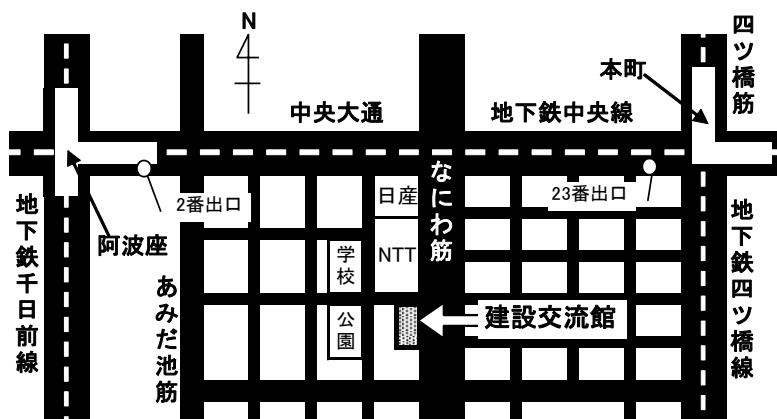 N
四ツ橋筋
本町
中央大通
地下鉄中央線
なにわ筋
日産
23番出口
2番出口
地下鉄千日前線
阿波座
学校
NTT
地下鉄四ツ橋線
あみだ池筋
公園
建設交流館